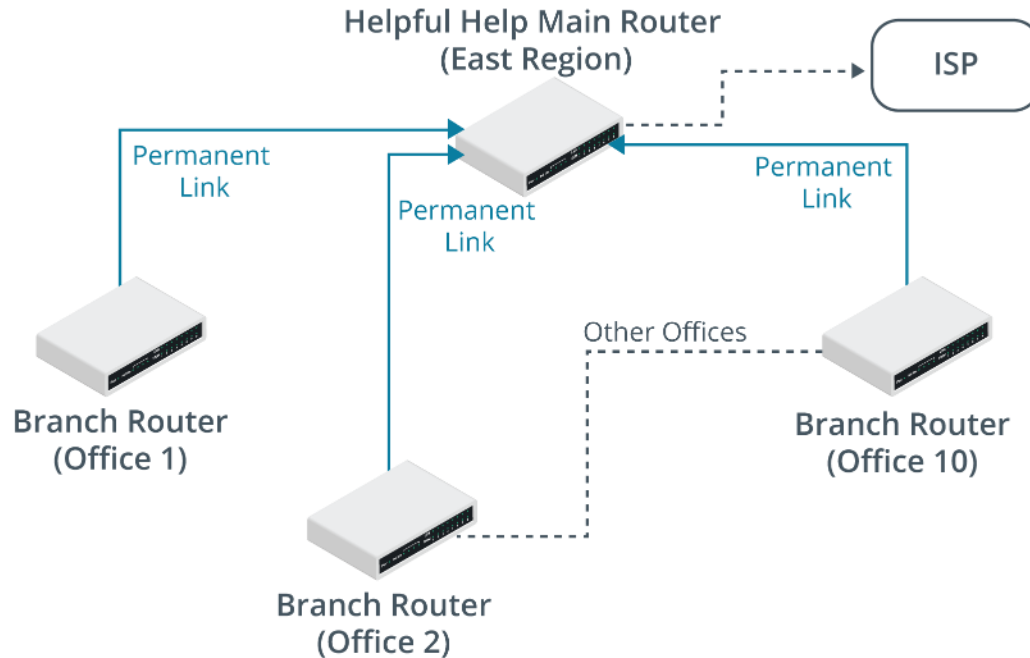 Helpful Help Main Router
(East Region)
ISP
Permanent
Link
Permanent
Link
Permanent
Link
Other Offices
Branch Router
(Office 1)
Branch Router
(Office 10)
Branch Router
(Office 2)